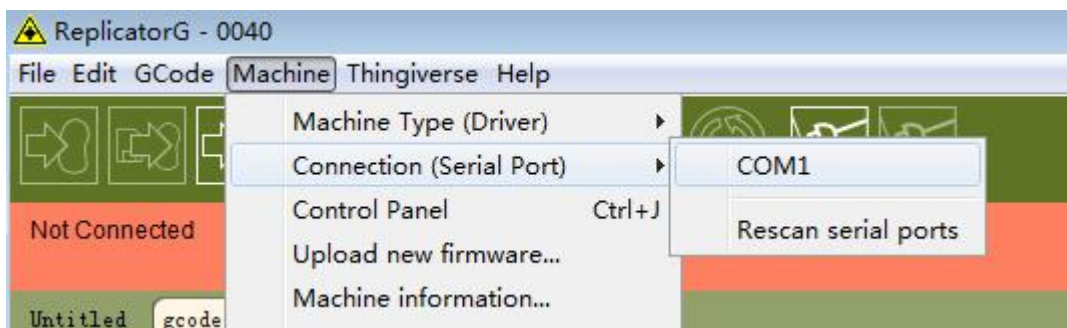 ReplicatorG - 0040
File Edit GCode Machine Thingiverse Help
Machine Type (Driver)
Connection (Serial Port)
COM1
Not Connected
Control Panel Ctrl+J
Rescan serial ports
Upload new firmware...
Machine information...
Untitled gcode